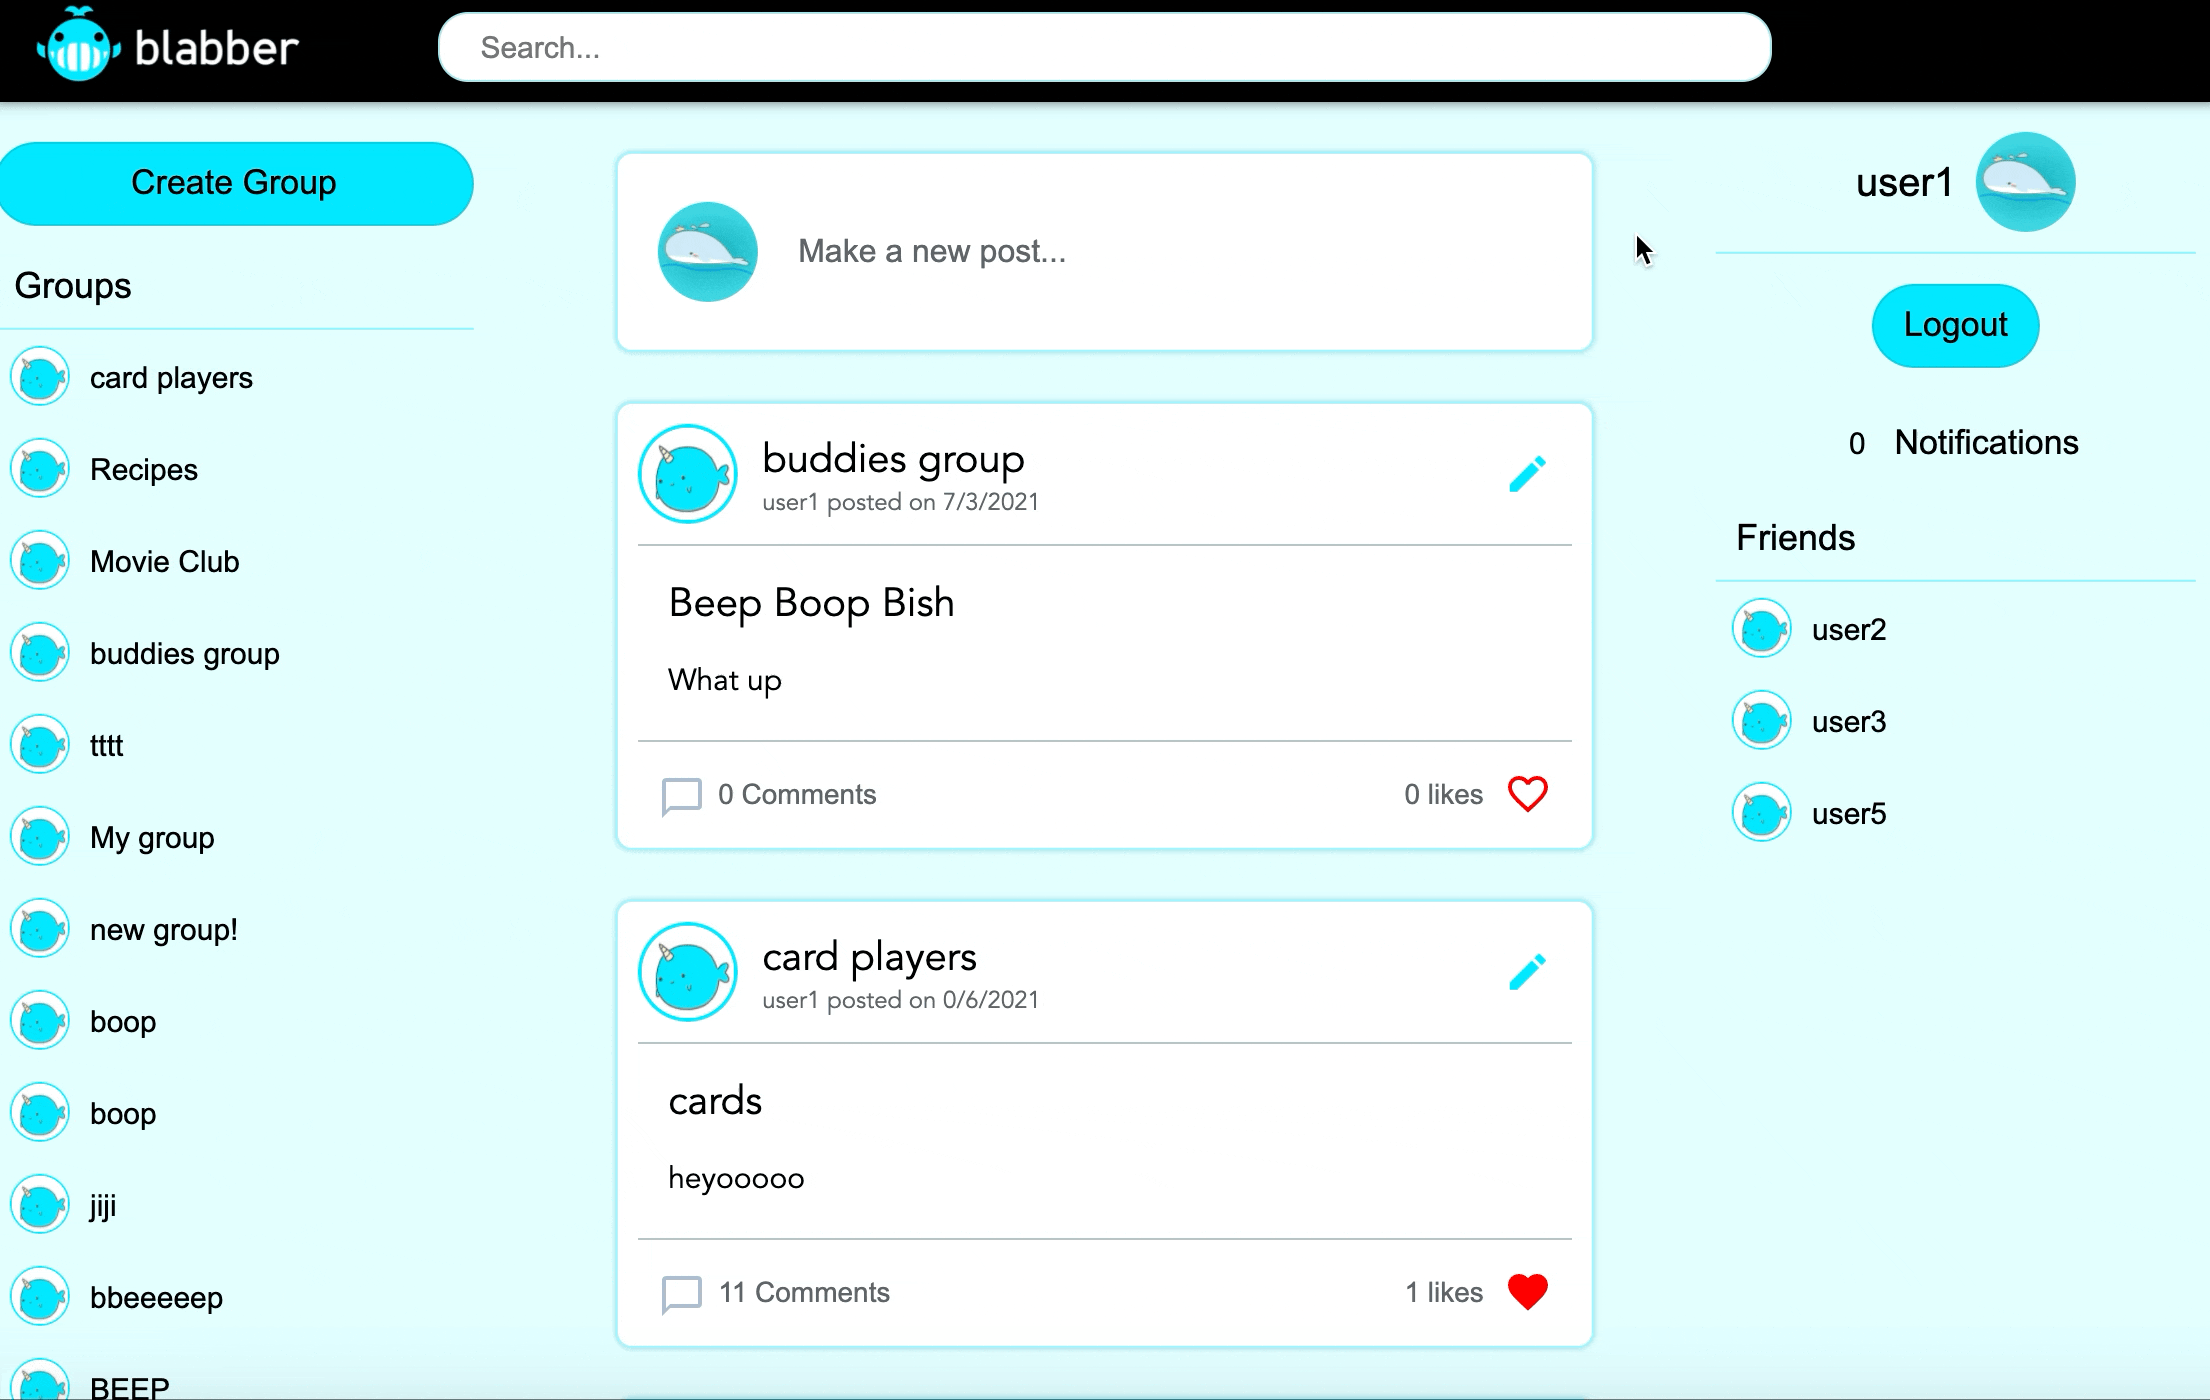 blabber
Search...
Create Group
Groups
card players
Recipes
Movie Club
buddies group
tttt
My group
new group!
boop
boop
jiji
bbeeeeep
BEEP
Make a new post...
buddies group
user1 posted on 7/3/2021
Beep Boop Bish
What up
0 Comments
0 likes
card players
user1 posted on 0/6/2021
cards
heyooooo
11 Comments
1 likes
user1
Logout
0 Notifications
Friends
user2
user3
user5